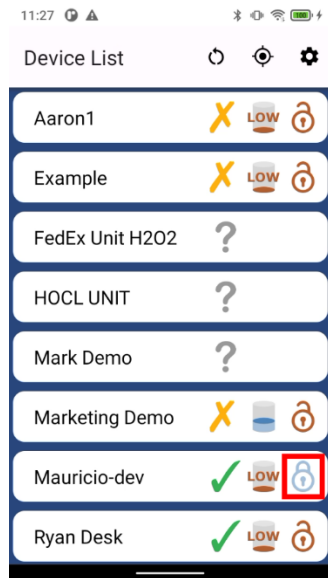 11:27
Device List
Aaron1 LOW
Example LOW
FedEx Unit H2O2 ?
HOCL UNIT ?
Mark Demo ?
Marketing Demo
Mauricio-dev LOW
Ryan Desk LOW